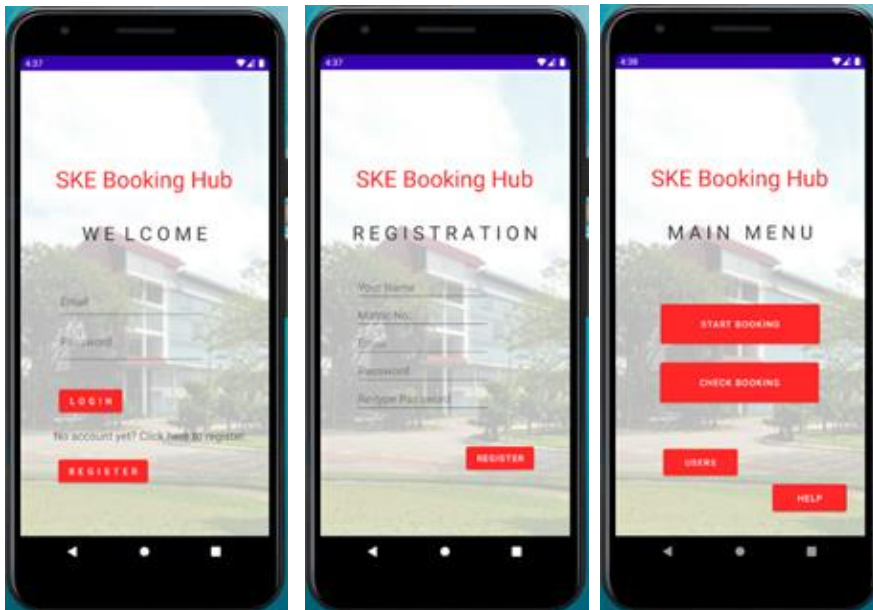 4:37
SKE Booking Hub
WELCOME
Email
Password
LOGIN
No account yet? Click here to register
REGISTER
4:37
SKE Booking Hub
REGISTRATION
Your Name
Matric No.
Email
Password
Re-type Password
REGISTER
4:38
SKE Booking Hub
MAIN MENU
START BOOKING
CHECK BOOKING
USERS
HELP